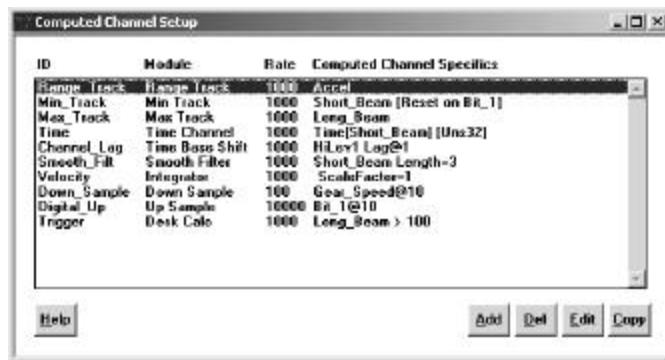 Computed Channel Setup
ID Module Rate Computed Channel Specifics
Range_Track Range Track 1000 Accel
Min_Track Min Track 1000 Short_Beam [Reset on Bit_1]
Max_Track Max Track 1000 Long_Beam
Time Time Channel 1000 Time[Short_Beam] [Uns32]
Channel_Lag Time Base Shift 1000 HiLev1 Lag@1
Smooth_Filt Smooth Filter 1000 Short_Beam Length=3
Velocity Integrator 1000 ScaleFactor=1
Down_Sample Down Sample 100 Gear_Speed@10
Digital_Up Up Sample 10000 Bit_1@10
Trigger Desk Calc 1000 Long_Beam > 100
Help Add Del Edit Copy